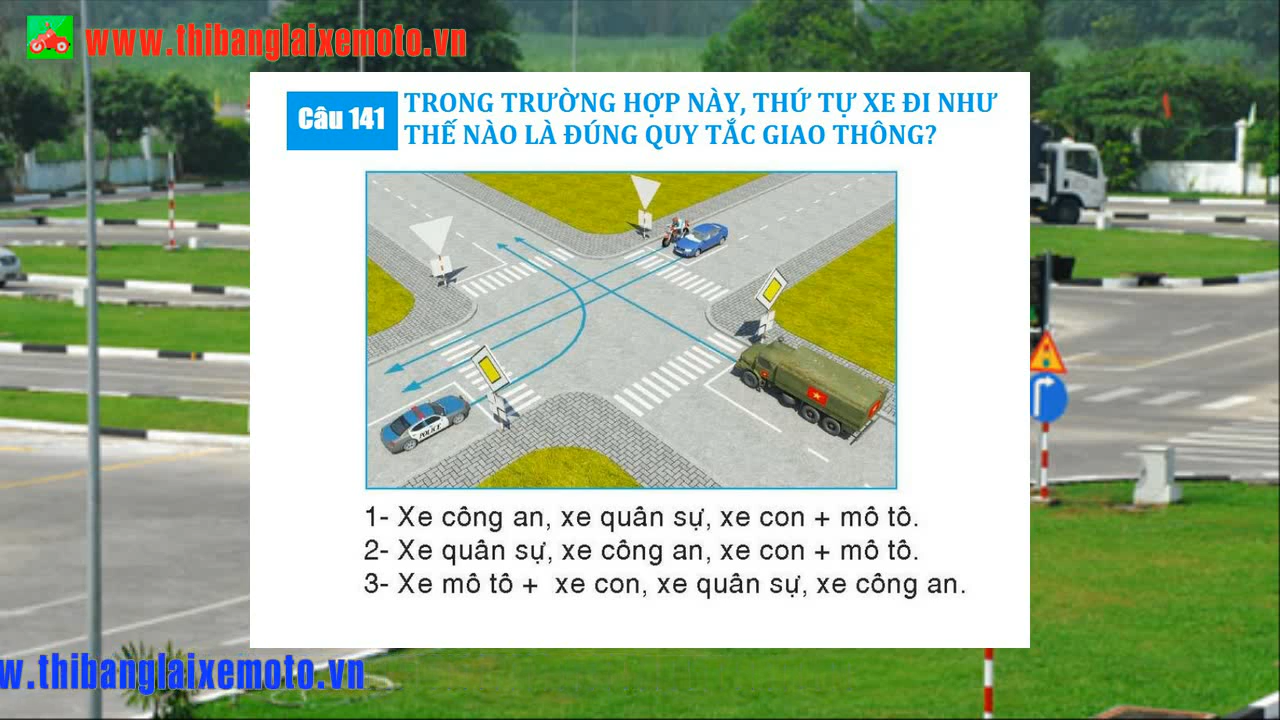 www.thibanglaixemoto.vn
Câu 141
TRONG TRƯỜNG HỢP NÀY, THỨ TỰ XE ĐI NHƯ
THẾ NÀO LÀ ĐÚNG QUY TẮC GIAO THÔNG?
POLICE
1- Xe công an, xe quân sự, xe con + mô tô.
2- Xe quân sự, xe công an, xe con + mô tô.
3- Xe mô tô + xe con, xe quân sự, xe công an.
w.thibanglaixemoto.vn